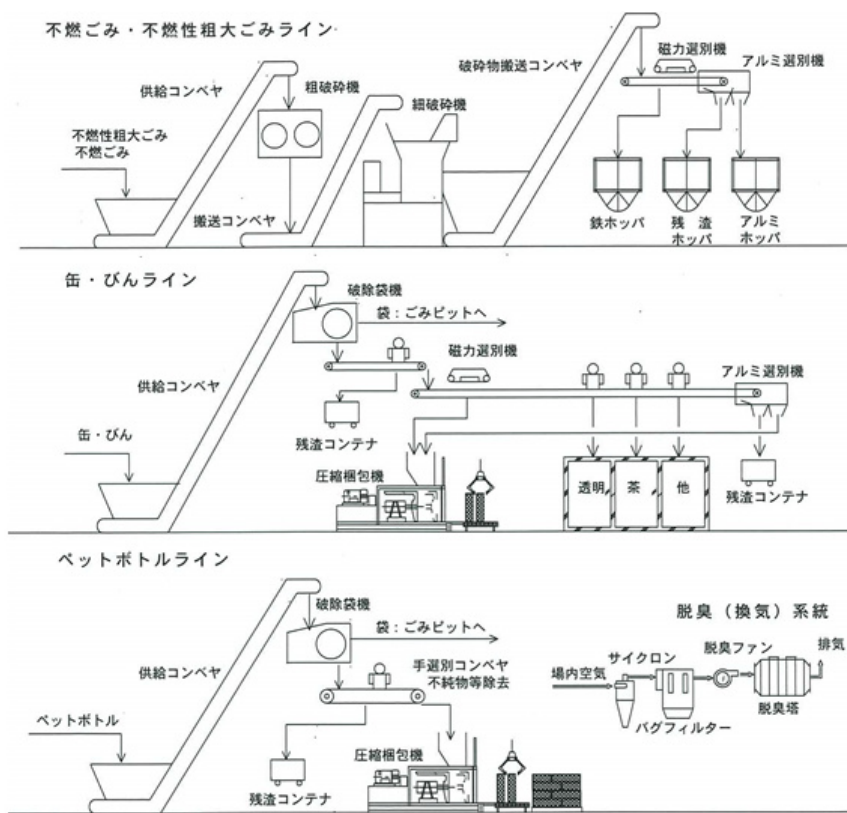 不燃ごみ・不燃性粗大ごみライン
供給コンベヤ
粗破砕機
不燃性粗大ごみ
不燃ごみ
搬送コンベヤ
細破砕機
破砕物搬送コンベヤ
磁力選別機
アルミ選別機
鉄ホッパ
残渣
ホッパ
アルミ
ホッパ
缶・びんライン
破除袋機
袋:ごみピットへ
供給コンベヤ
缶・びん
残渣コンテナ
磁力選別機
アルミ選別機
圧縮梱包機
透明
茶
他
残渣コンテナ
ペットボトルライン
破除袋機
袋:ごみピットへ
供給コンベヤ
手選別コンベヤ
不純物等除去
ペットボトル
残渣コンテナ
圧縮梱包機
脱臭(換気)系統
場内空気
サイクロン
脱臭ファン
排気
バグフィルター
脱臭塔